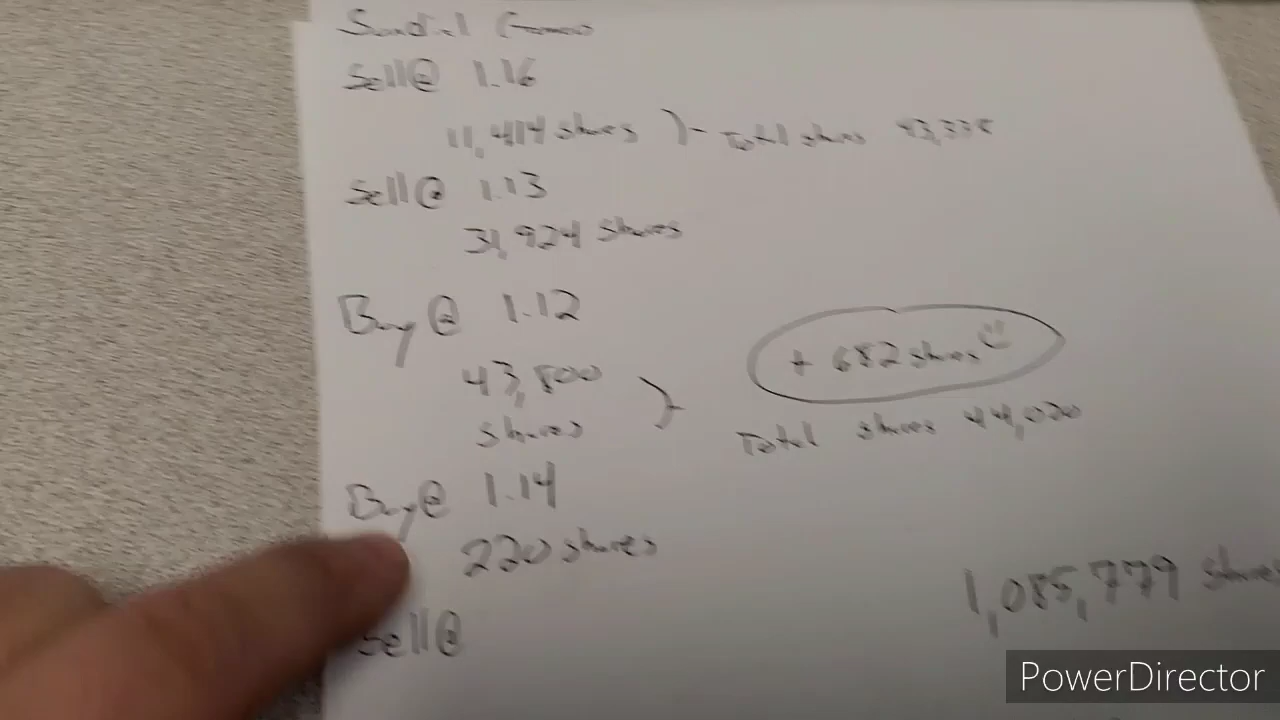 Sundial Growers
Sell@ 1.16
11,414 shares )- Total shares 43,338
Sell@ 1.13
31,924 shares
Buy@ 1.12
43,800
shares
+ 682 shares
Total shares 44,020
Buy@ 1.14
220 shares
Sell@
1,085,779 shares
PowerDirector